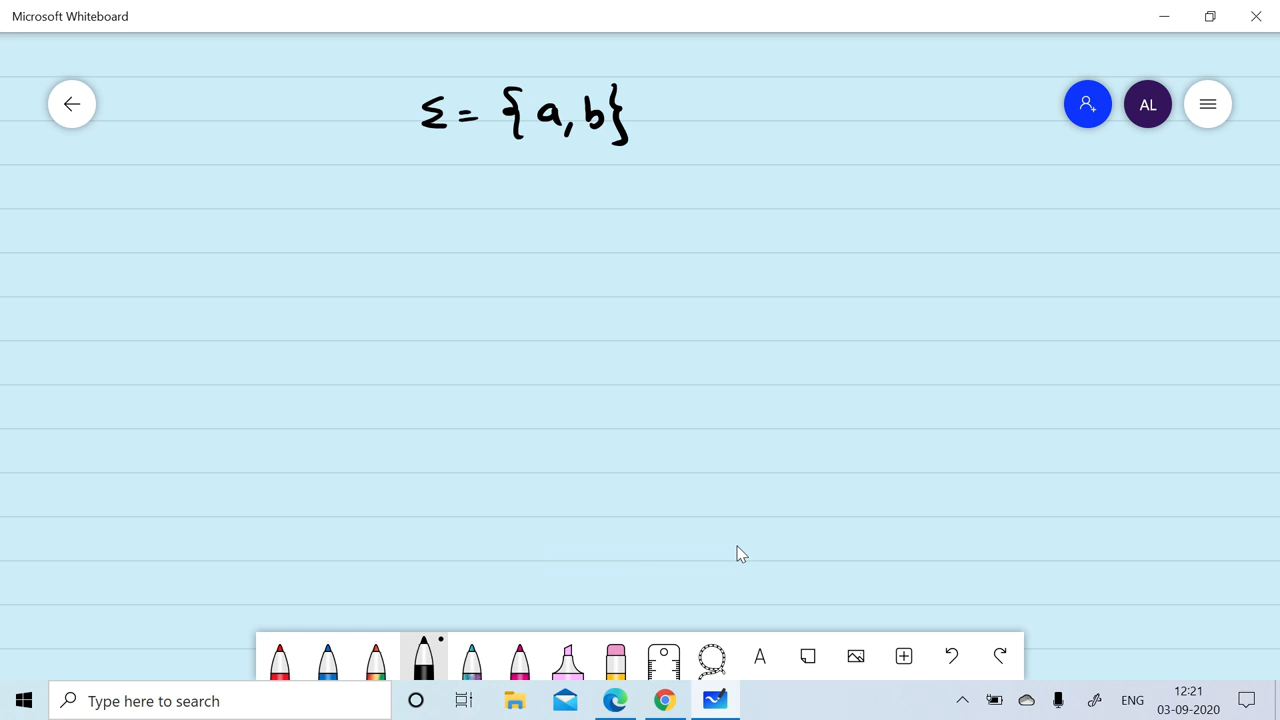 Microsoft Whiteboard
Σ = { a, b}
AL
A
Type here to search
ENG
12:21
03-09-2020